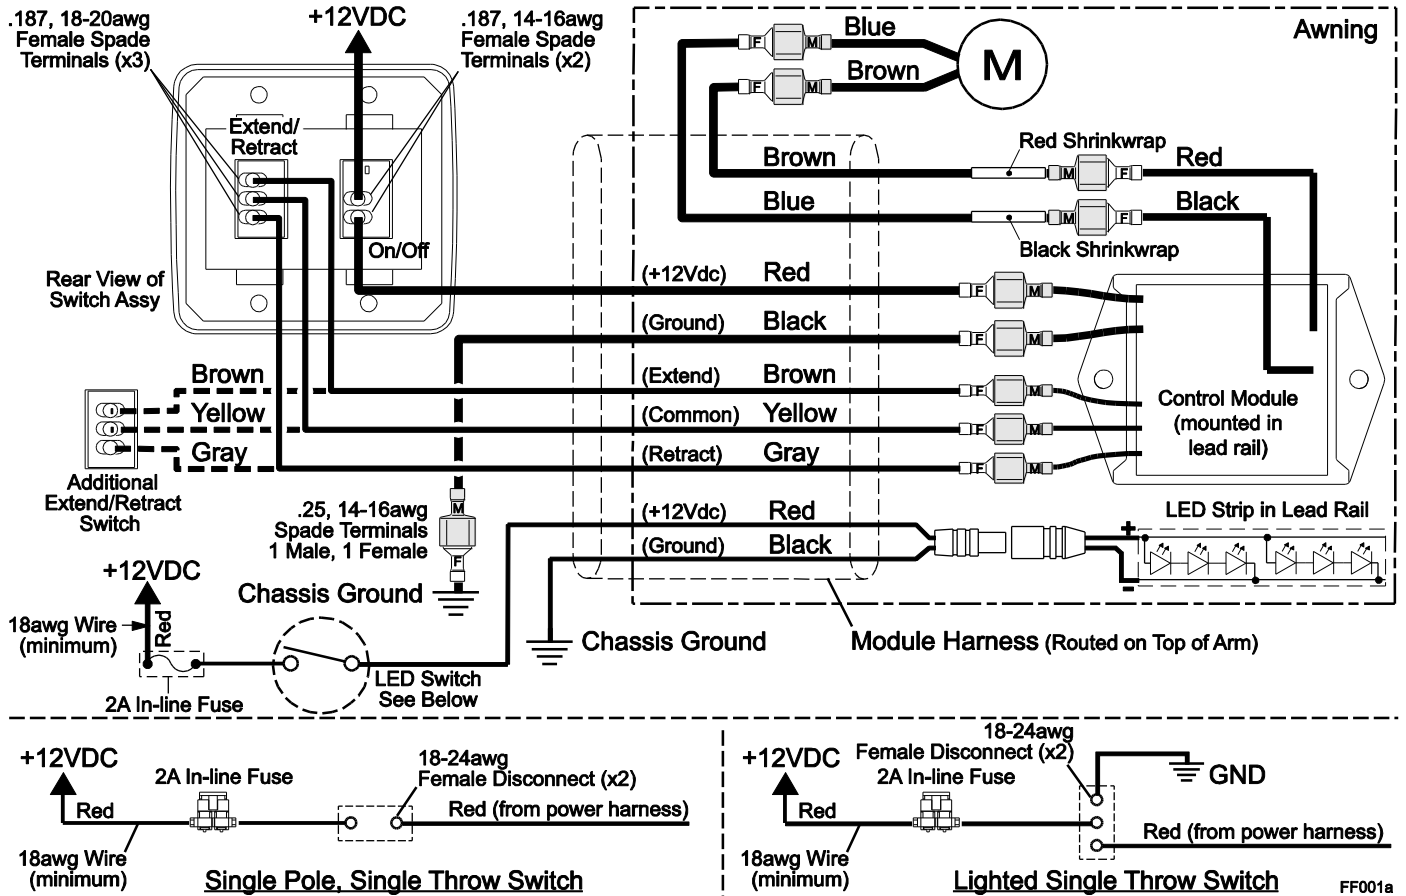 .187, 18-20awg
Female Spade
Terminals (x3)
+12VDC
.187, 14-16awg
Female Spade
Terminals (x2)
Extend/
Retract
On/Off
Rear View of
Switch Assy
Awning
F
M
Blue
F
M
Brown
M
Brown
Red Shrinkwrap
M
F
Red
Blue
Black Shrinkwrap
M
F
Black
(+12Vdc)
Red
F
M
(Ground)
Black
F
M
(Extend)
Brown
F
M
(Common)
Yellow
F
M
(Retract)
Gray
F
M
Control Module
(mounted in
lead rail)
Brown
Yellow
Gray
Additional
Extend/Retract
Switch
.25, 14-16awg
Spade Terminals
1 Male, 1 Female
M
F
Chassis Ground
(+12Vdc)
Red
(Ground)
Black
LED Strip in Lead Rail
+
-
+12VDC
18awg Wire
(minimum)
Red
2A In-line Fuse
LED Switch
See Below
Chassis Ground
Module Harness (Routed on Top of Arm)
+12VDC
Red
2A In-line Fuse
18-24awg
Female Disconnect (x2)
Red (from power harness)
18awg Wire
(minimum)
Single Pole, Single Throw Switch
+12VDC
Red
18-24awg
Female Disconnect (x2)
2A In-line Fuse
GND
Red (from power harness)
18awg Wire
(minimum)
Lighted Single Throw Switch
FF001a